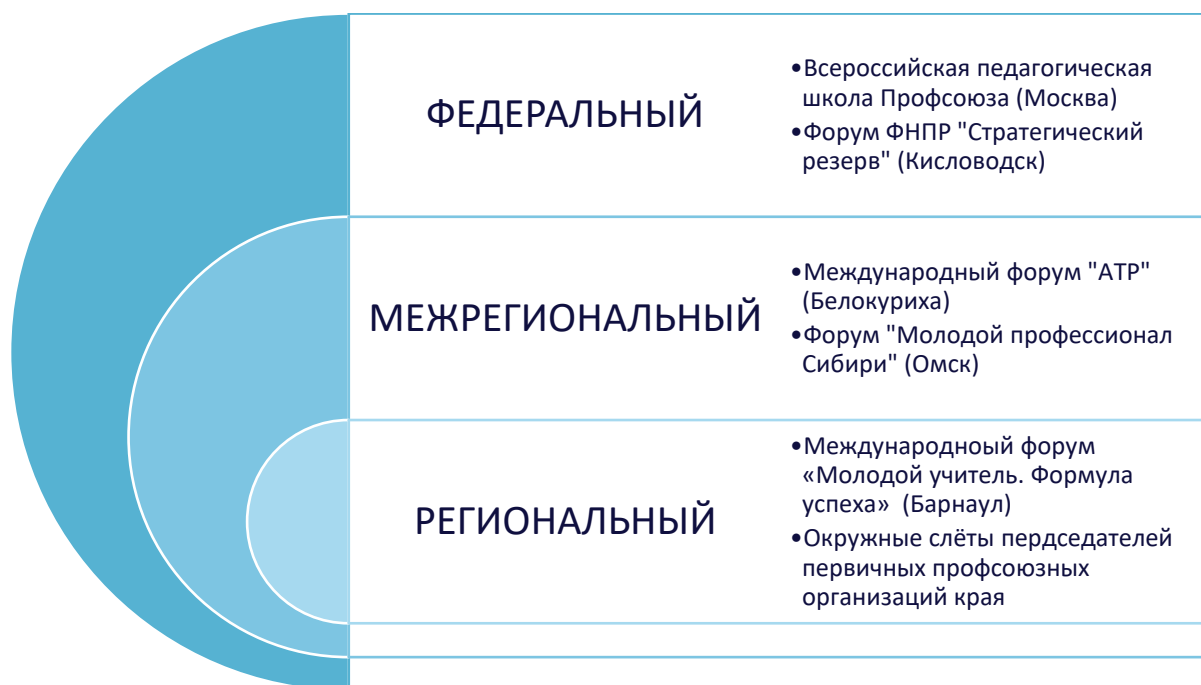 ФЕДЕРАЛЬНЫЙ
•Всероссийская педагогическая
школа Профсоюза (Москва)
•Форум ФНПР "Стратегический
резерв" (Кисловодск)
МЕЖРЕГИОНАЛЬНЫЙ
•Международный форум "АТР"
(Белокуриха)
•Форум "Молодой профессионал
Сибири" (Омск)
РЕГИОНАЛЬНЫЙ
•Международноый форум
«Молодой учитель. Формула
успеха» (Барнаул)
•Окружные слёты пердседателей
первичных профсоюзных
организаций края